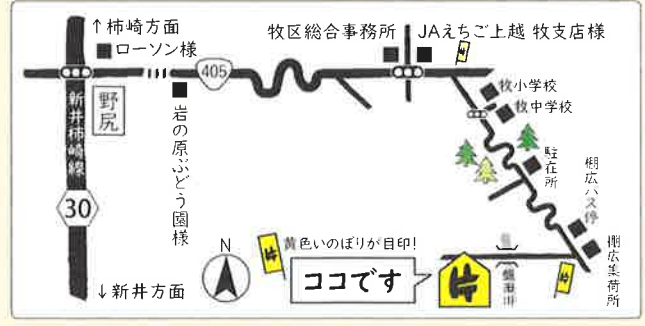 ↑柿崎方面
■ローソン様
牧区総合事務所
JAえちご上越 牧支店様
405
野尻
新井柿崎線
30
岩の原ぶどう園様
牧小学校
牧中学校
駐在所
棚広バス停
棚広集荷所
黄色いのぼりが目印!
N
ココです
↓新井方面